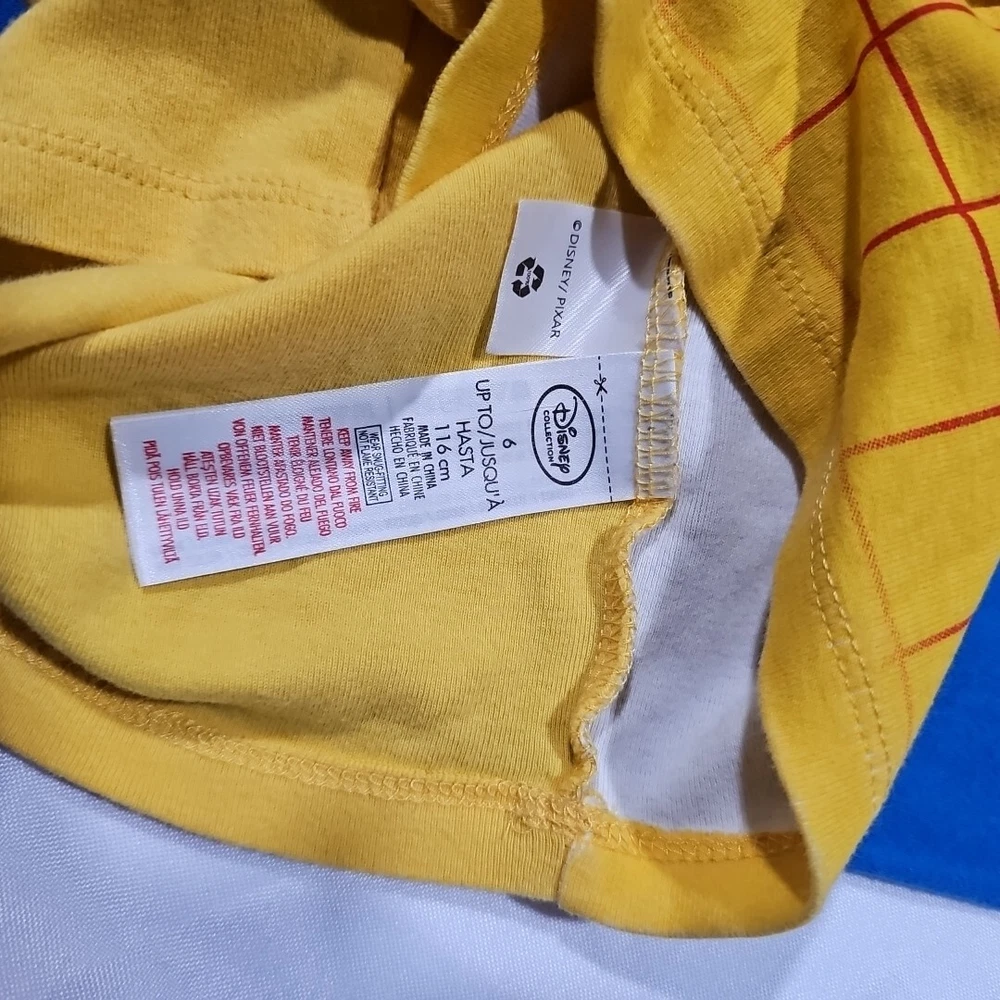 ©DISNEY/ PIXAR
DISNEY
COLLECTION
6
UP TO/JUSQU'À
HASTA
116 cm
MADE IN CHINA
FABRIQUÉ EN CHINE
HECHO EN CHINA
WEAR SNUG-FITTING
NOT FLAME RESISTANT
KEEP AWAY FROM FIRE
TENERE LONTANO DAL FUOCO
MANTENER ALEJADO DEL FUEGO
TENIR ÉLOIGNÉ DU FEU
MANTER AFASTADO DO FOGO.
NIET BLOOTSTELLEN AAN VUUR
VON OFFENEM FEUER FERNHALTEN.
OPBEVARES VÆK FRA ILD
ATEŞTEN UZAK TUTUN
HÅLL BORTA FRÅN ELD.
HOLD UNNA ILD
PIDÄ POIS TULEN LÄHETTYVILTÄ